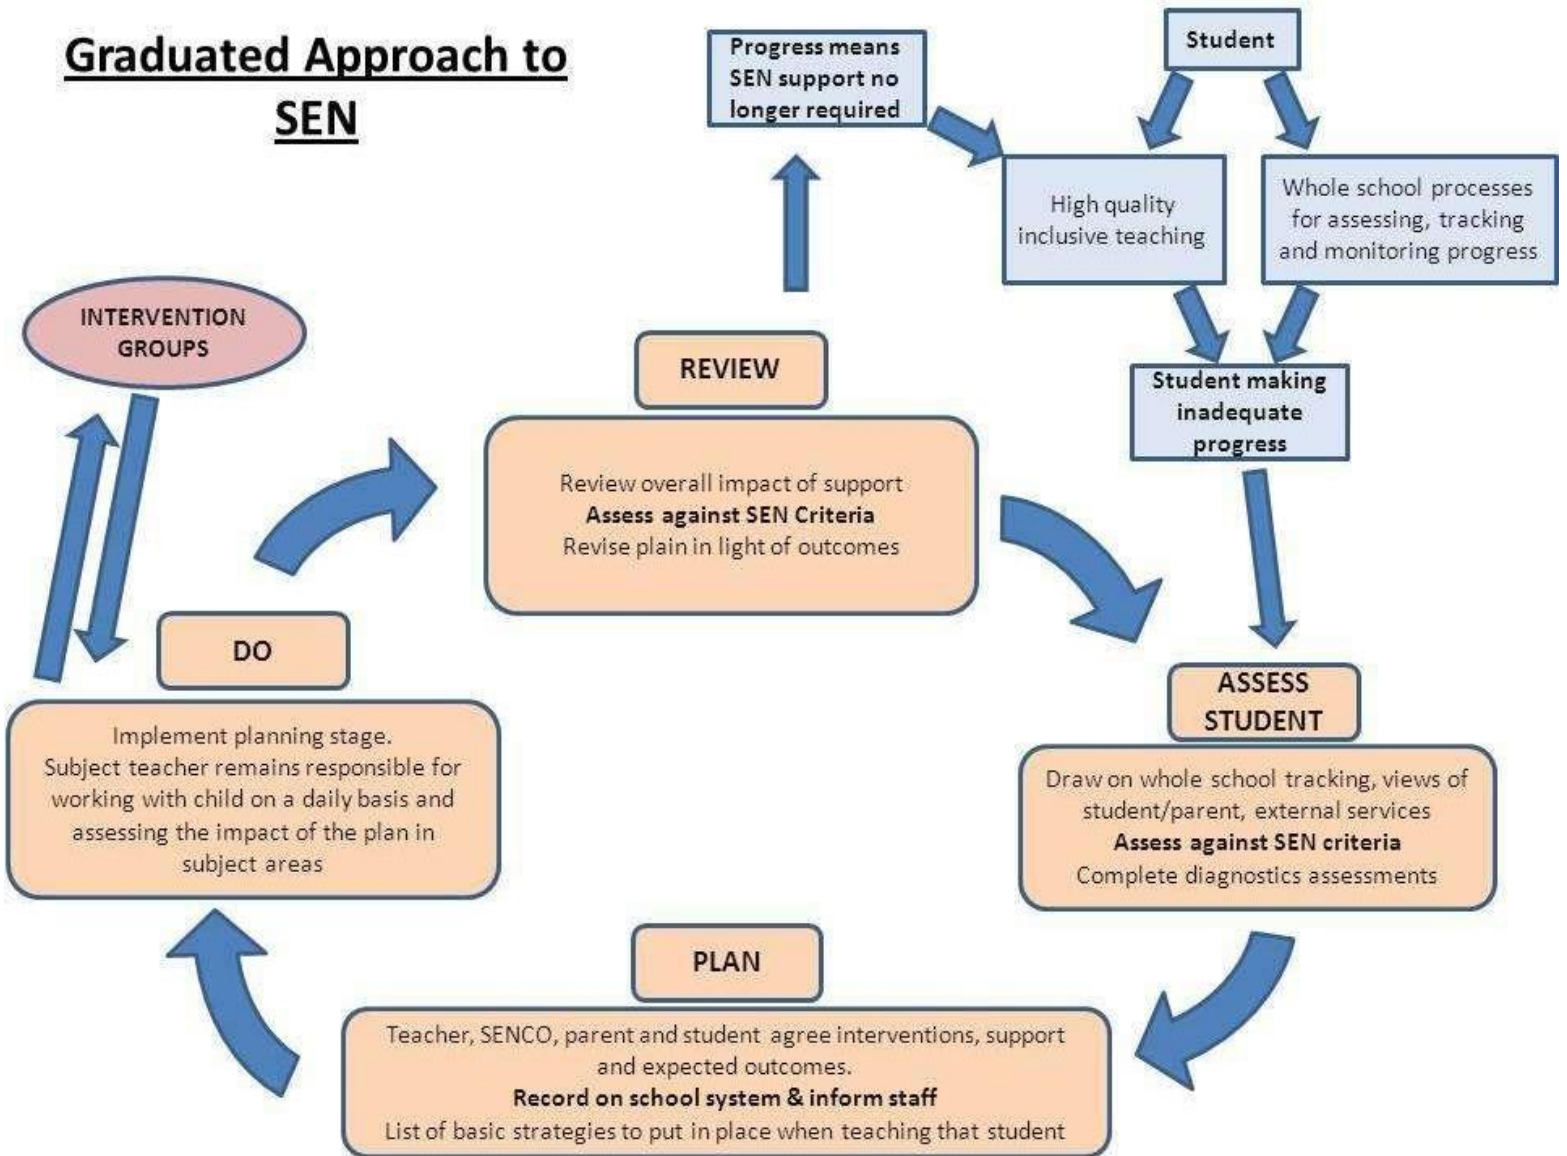 Graduated Approach to
SEN
Progress means
SEN support no
longer required
Student
High quality
inclusive teaching
Whole school processes
for assessing, tracking
and monitoring progress
Student making
inadequate
progress
INTERVENTION
GROUPS
REVIEW
Review overall impact of support
Assess against SEN Criteria
Revise plain in light of outcomes
DO
Implement planning stage.
Subject teacher remains responsible for
working with child on a daily basis and
assessing the impact of the plan in
subject areas
ASSESS
STUDENT
Draw on whole school tracking, views of
student/parent, external services
Assess against SEN criteria
Complete diagnostics assessments
PLAN
Teacher, SENCO, parent and student agree interventions, support
and expected outcomes.
Record on school system & inform staff
List of basic strategies to put in place when teaching that student